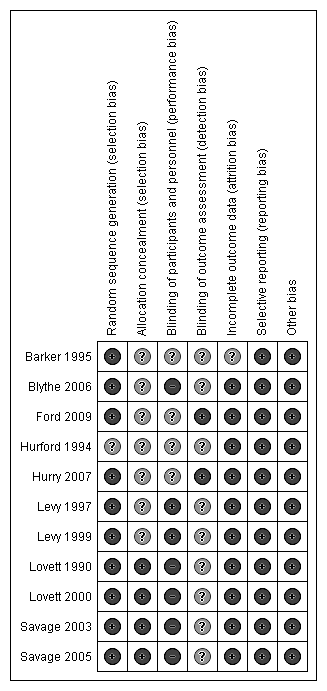 Random sequence generation (selection bias)
Allocation concealment (selection bias)
Blinding of participants and personnel (performance bias)
Blinding of outcome assessment (detection bias)
Incomplete outcome data (attrition bias)
Selective reporting (reporting bias)
Other bias
Barker 1995 + ? ? ? ? + +
Blythe 2006 + ? - ? + + +
Ford 2009 + ? ? + + + +
Hurford 1994 ? ? ? ? + + +
Hurry 2007 + ? ? + + + +
Levy 1997 + ? + ? + + +
Levy 1999 + ? + ? + + +
Lovett 1990 + + - ? + + +
Lovett 2000 + + - ? + + +
Savage 2003 + + - ? + + +
Savage 2005 + + - ? + + +